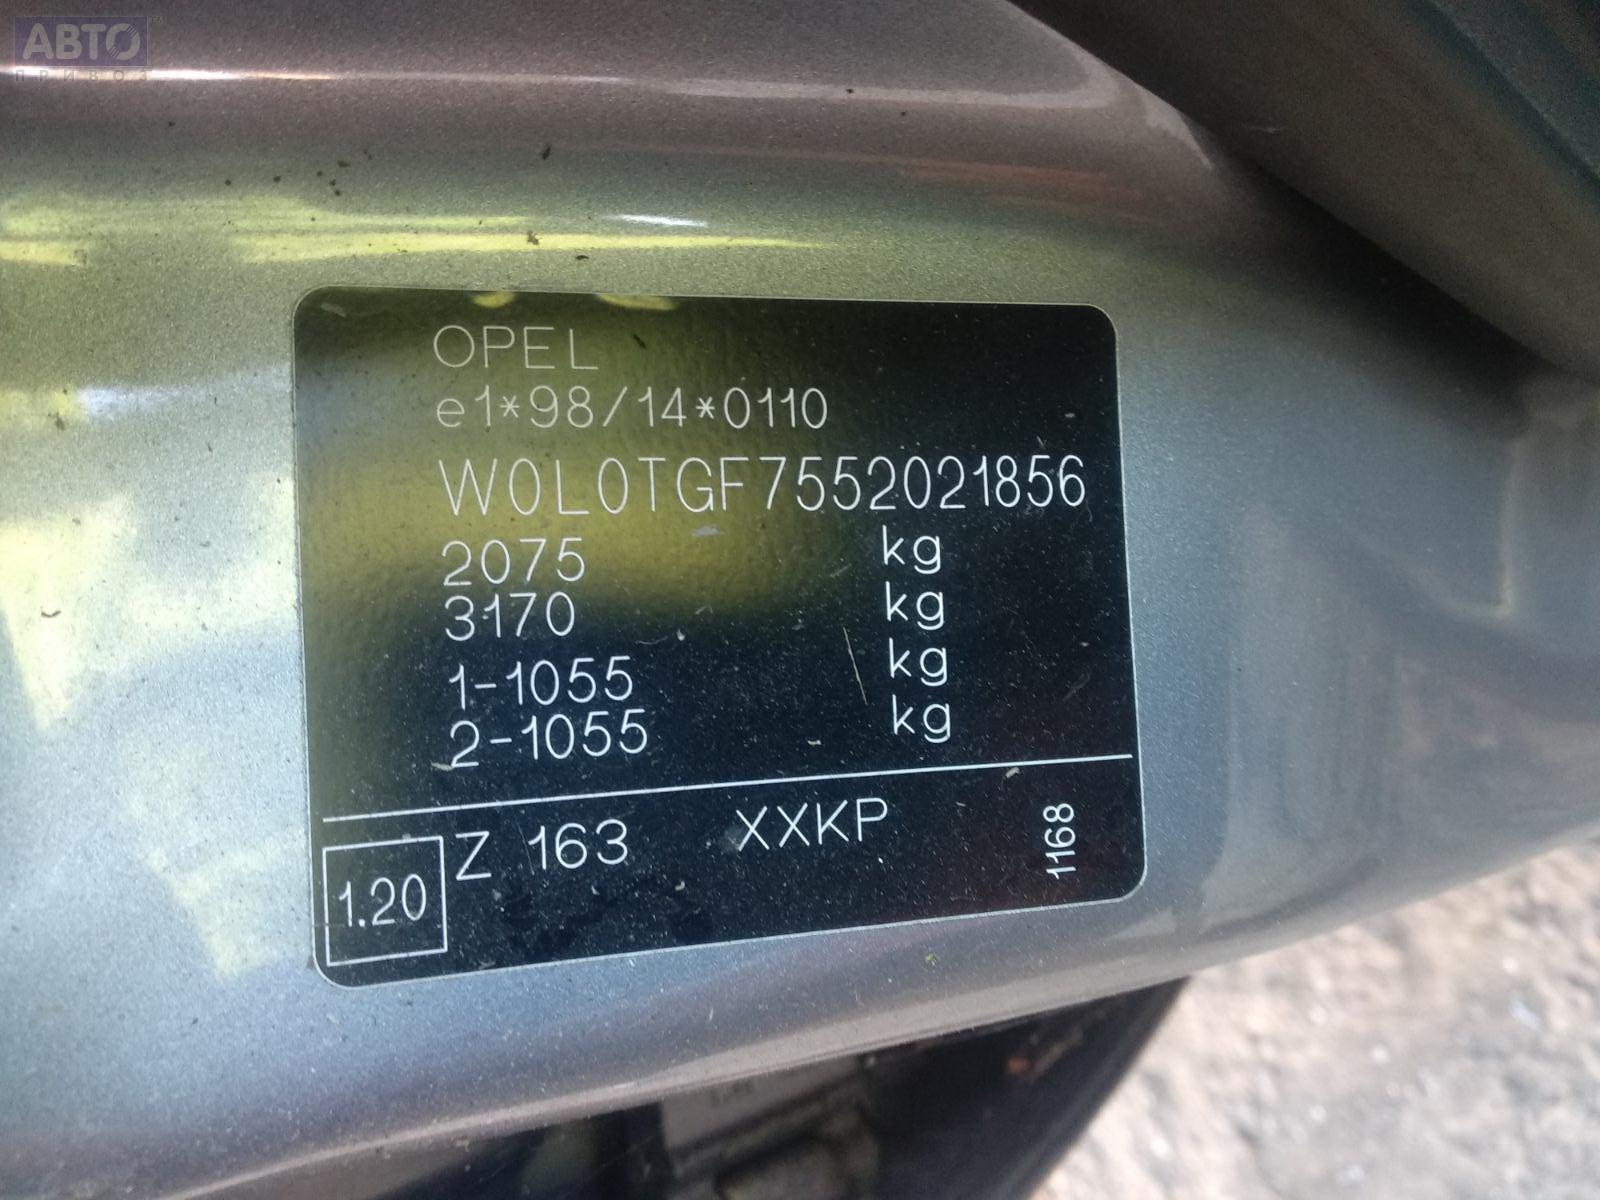 АВТО
ПРИВОЗ
OPEL
e1*98/14*0110
W0L0TGF7552021856
2075 kg
3170 kg
1-1055 kg
2-1055 kg
Z 163 XXKP 1168
1.20